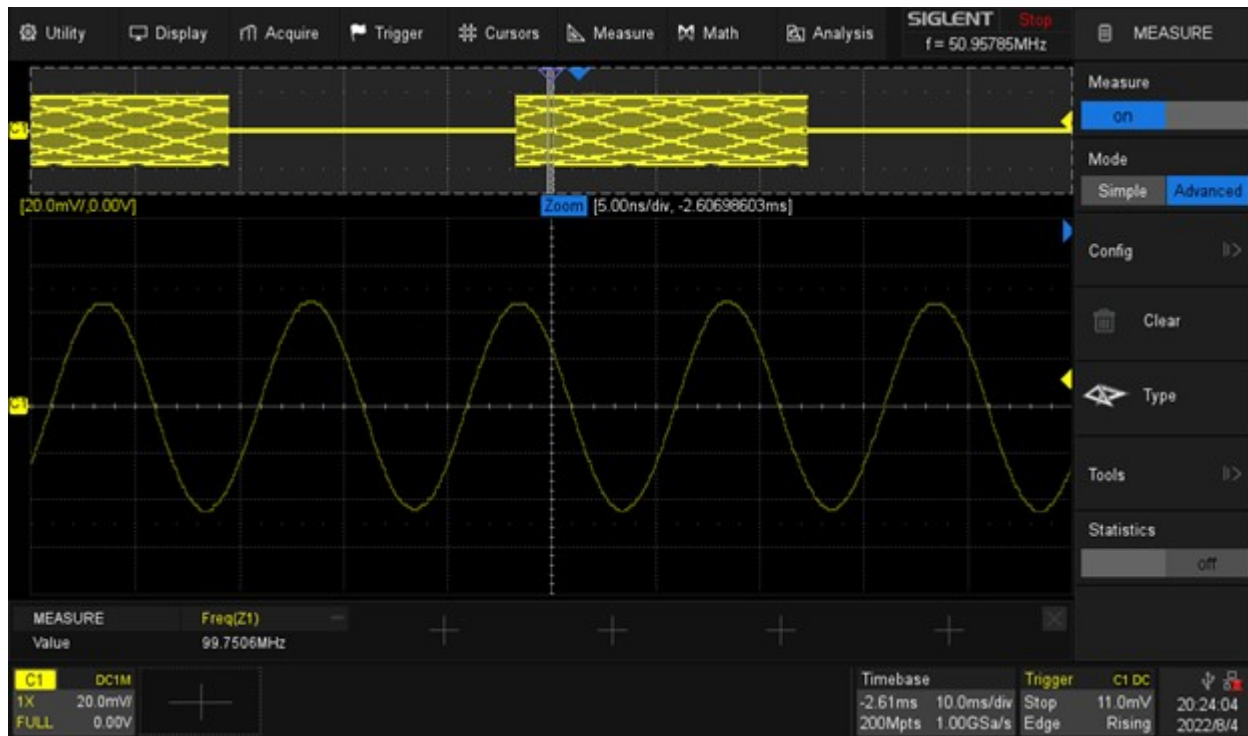 Utility Display Acquire Trigger Cursors Measure Math Analysis
SIGLENT Stop
f = 50.95785MHz
MEASURE
Measure
on
Mode
Simple Advanced
C1
[20.0mV/,0.00V] Zoom [5.00ns/div, -2.60698603ms]
Config
Clear
C1
Type
Tools
Statistics
off
MEASURE Freq(Z1)
Value 99.7506MHz
C1 DC1M
1X 20.0mV/
FULL 0.00V
Timebase
-2.61ms 10.0ms/div
200Mpts 1.00GSa/s
Trigger C1 DC
Stop 11.0mV
Edge Rising
20:24:04
2022/8/4